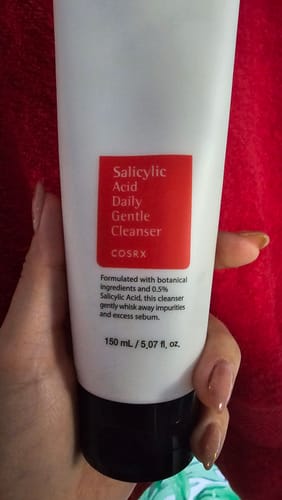 Salicylic
Acid
Daily
Gentle
Cleanser
COSRX
Formulated with botanical
ingredients and 0.5%
Salicylic Acid, this cleanser
gently whisk away impurities
and excess sebum.
150 mL / 5.07 fl. oz.